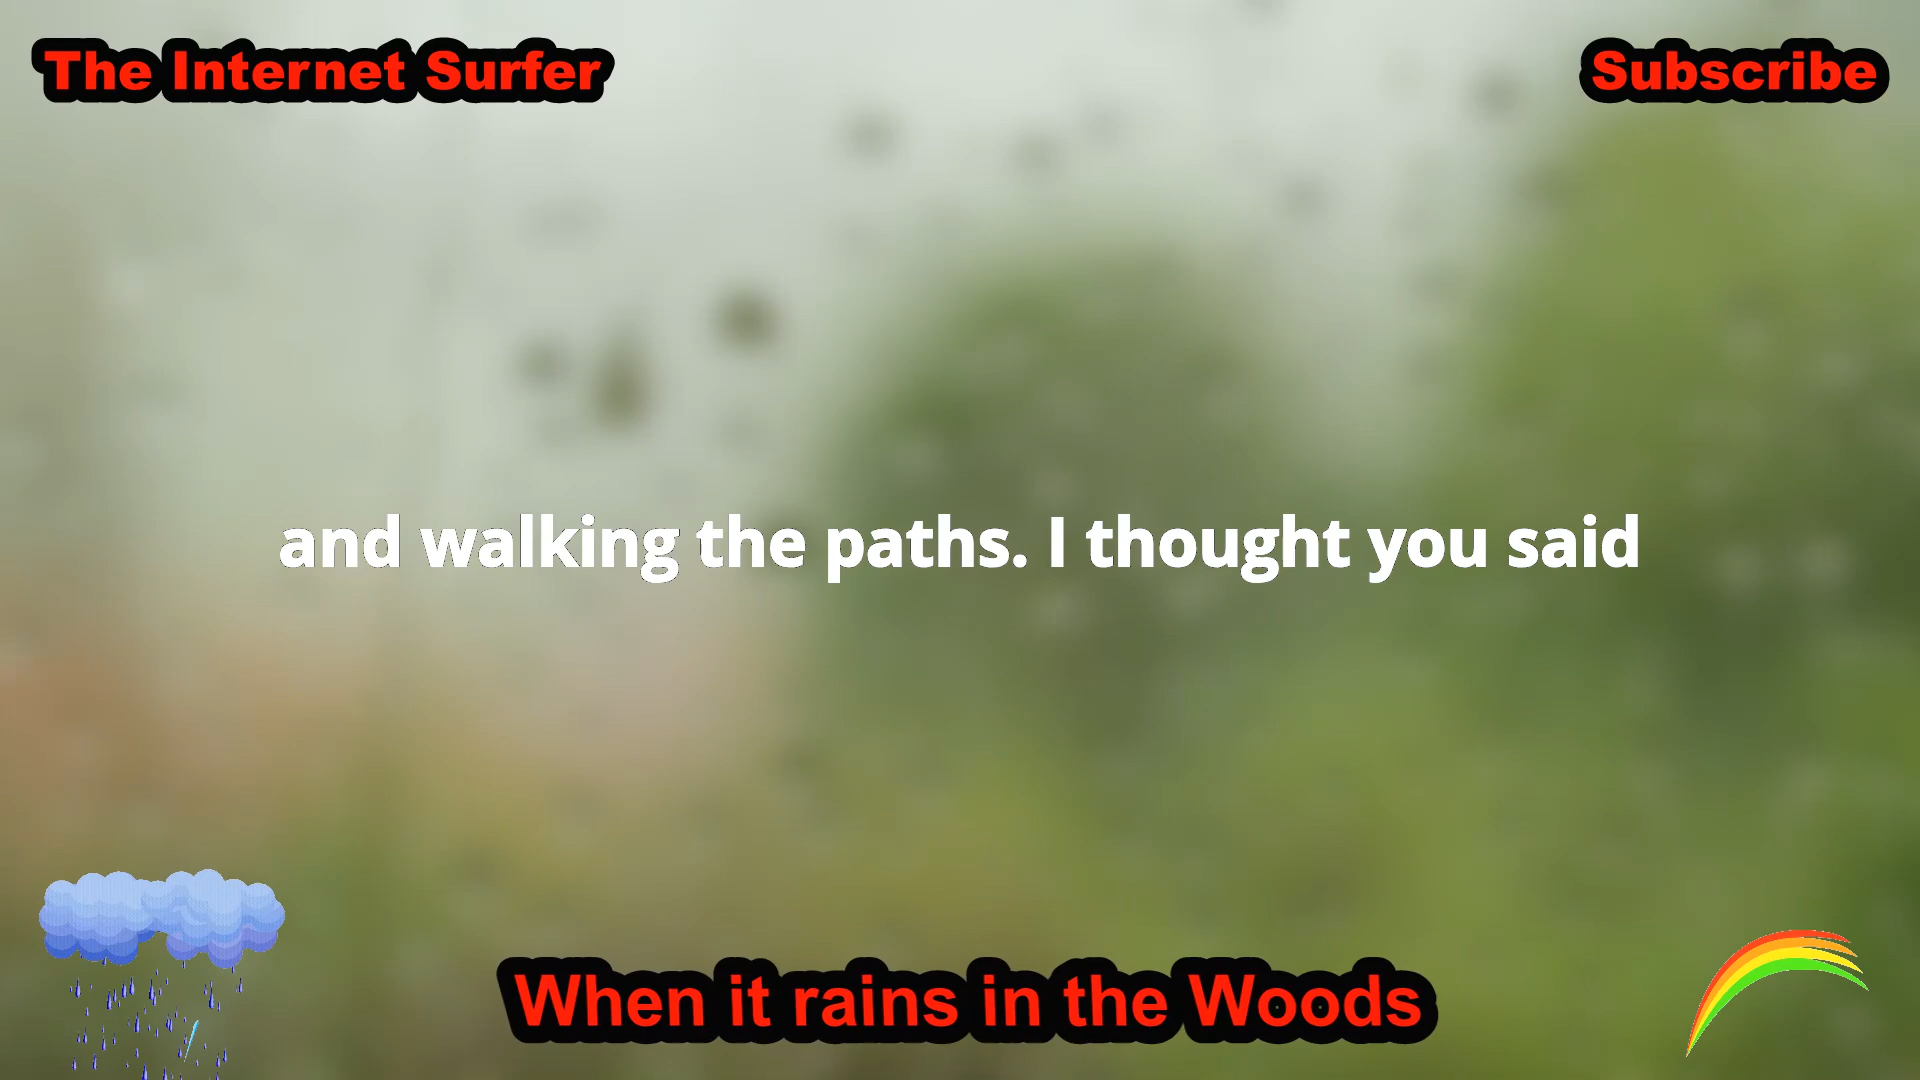 The Internet Surfer
Subscribe
and walking the paths. I thought you said
When it rains in the Woods